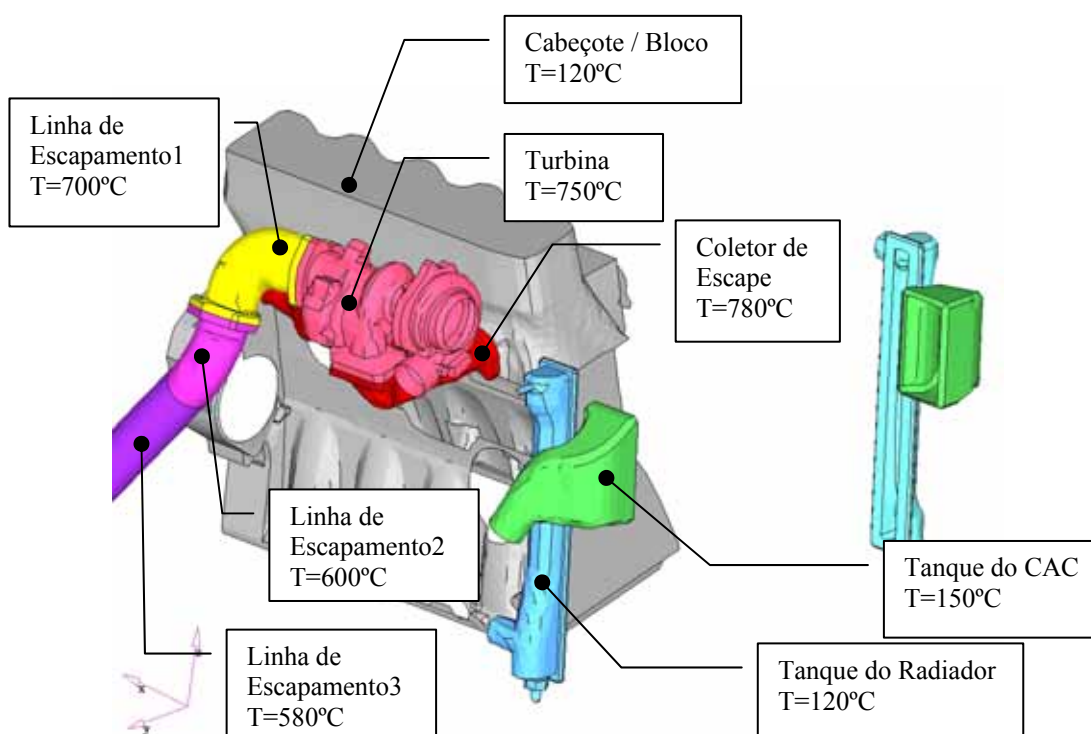 Cabeçote / Bloco
T=120ºC
Linha de
Escapamento1
T=700ºC
Turbina
T=750ºC
Coletor de
Escape
T=780ºC
Linha de
Escapamento2
T=600ºC
Tanque do CAC
T=150ºC
Linha de
Escapamento3
T=580ºC
Tanque do Radiador
T=120ºC